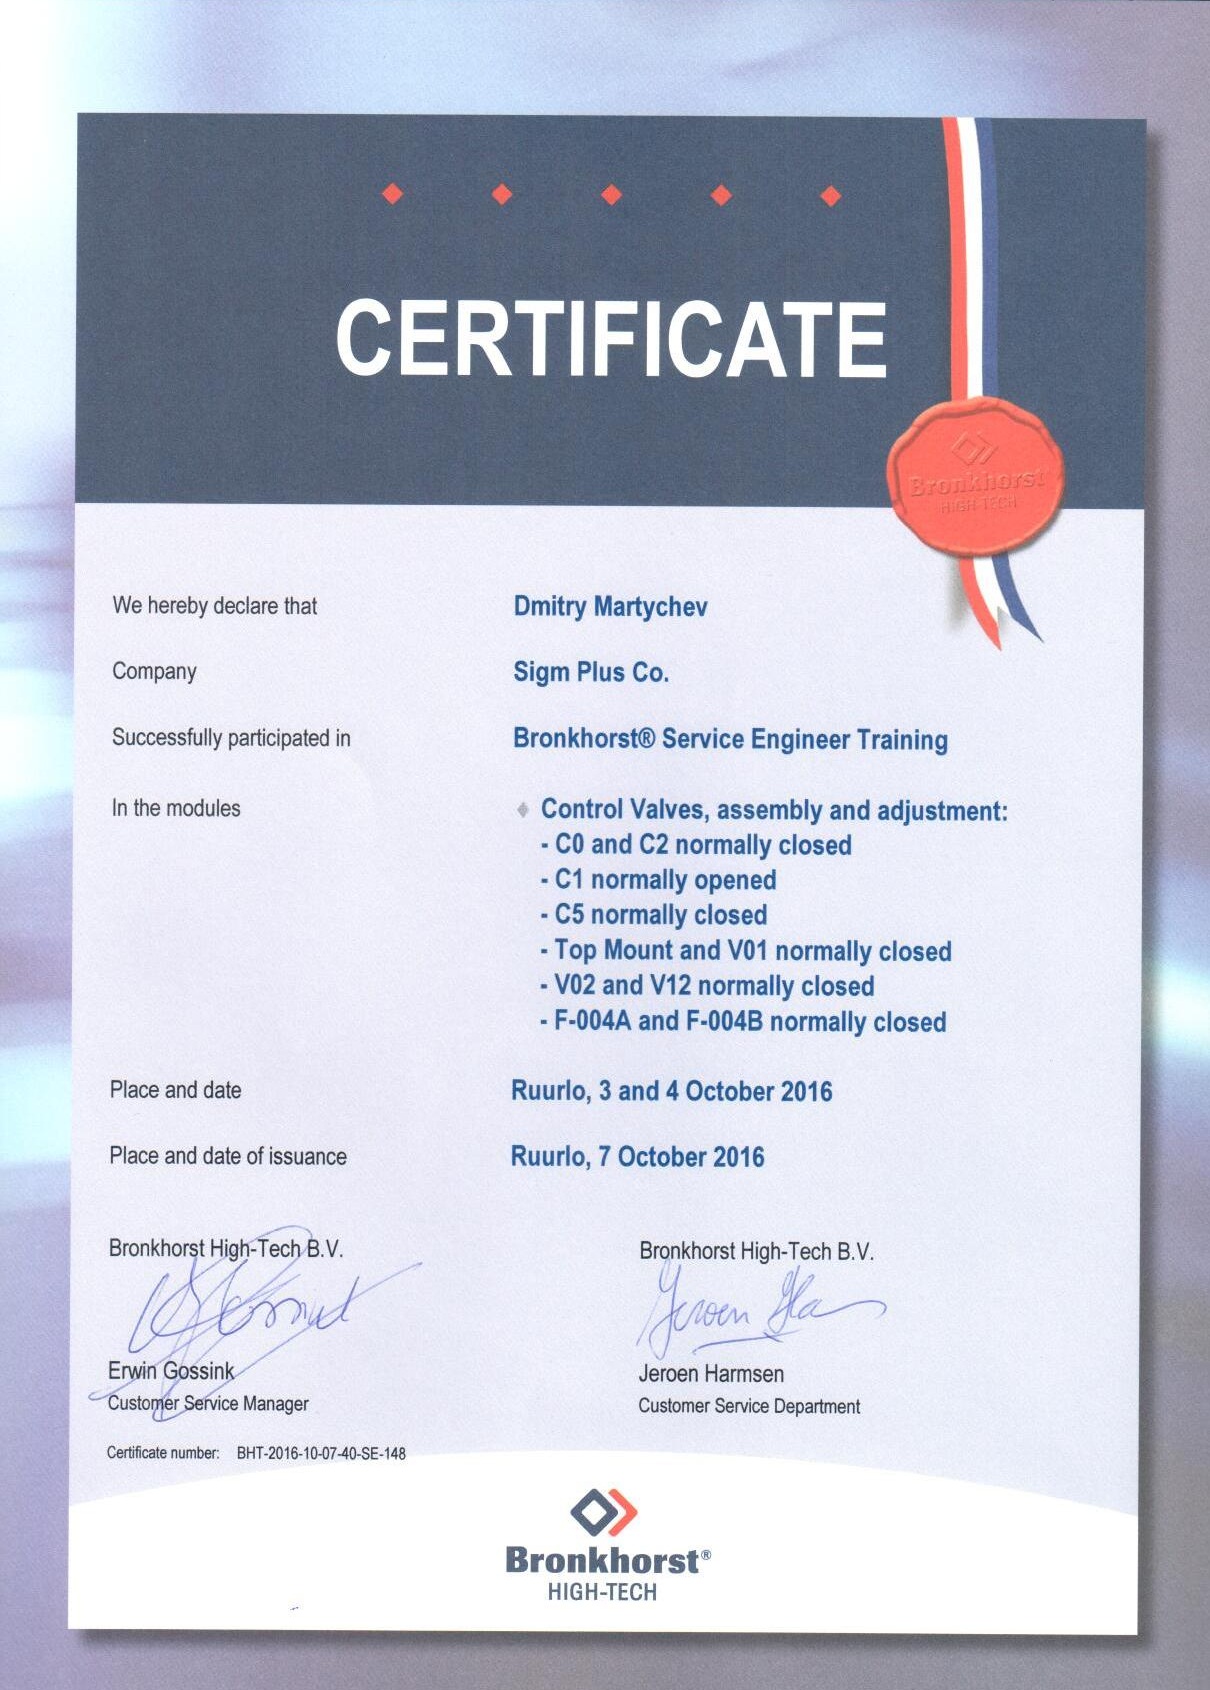 CERTIFICATE
Bronkhorst
HIGH TECH
We hereby declare that Dmitry Martychev
Company Sigm Plus Co.
Successfully participated in Bronkhorst® Service Engineer Training
In the modules Control Valves, assembly and adjustment:
- C0 and C2 normally closed
- C1 normally opened
- C5 normally closed
- Top Mount and V01 normally closed
- V02 and V12 normally closed
- F-004A and F-004B normally closed
Place and date Ruurlo, 3 and 4 October 2016
Place and date of issuance Ruurlo, 7 October 2016
Bronkhorst High-Tech B.V. Bronkhorst High-Tech B.V.
Jeroen
Erwin Gossink Jeroen Harmsen
Customer Service Manager Customer Service Department
Certificate number: BHT-2016-10-07-40-SE-148
Bronkhorst®
HIGH-TECH